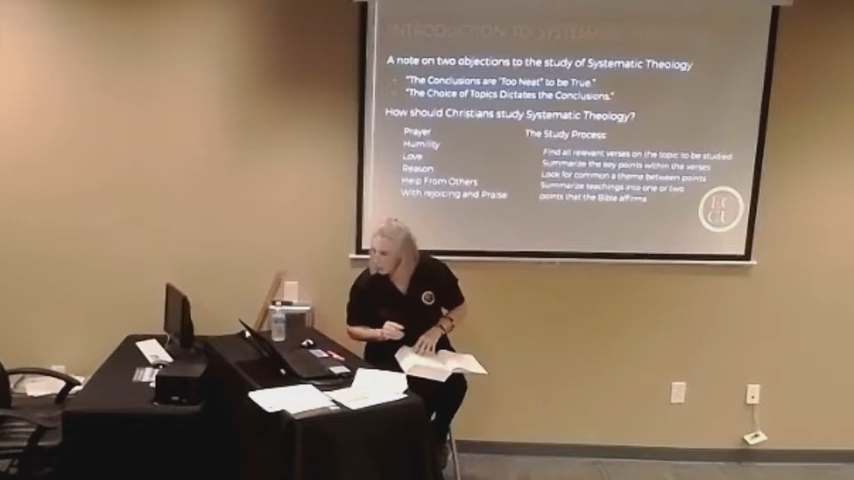 INTRODUCTION TO SYSTEMATIC
A note on two objections to the study of Systematic Theology
- "The Conclusions are 'Too Neat' to be True."
- "The Choice of Topics Dictates the Conclusions."
How should Christians study Systematic Theology?
Prayer
Humility
Love
Reason
Help From Others
With rejoicing and Praise
The Study Process:
Find all relevant verses on the topic to be studied
Summarize the key points within the verses
Look for common a theme between points
Summarize teachings into one or two
points that the Bible affirms